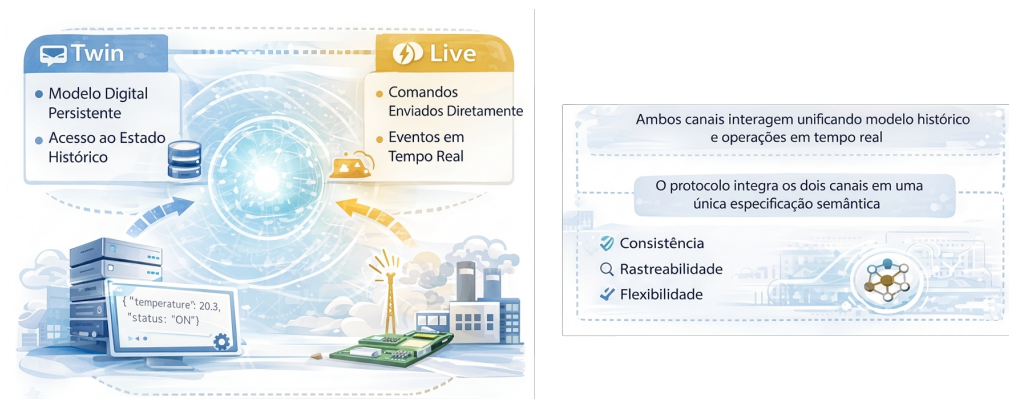 Twin
Modelo Digital
Persistente
Acesso ao Estado
Histórico
Live
Comandos
Enviados Diretamente
Eventos em
Tempo Real
{ "temperature": 20.3,
"status: "ON"}
Ambos canais interagem unificando modelo histórico
e operações em tempo real
O protocolo integra os dois canais em uma
única especificação semântica
Consistência
Rastreabilidade
Flexibilidade